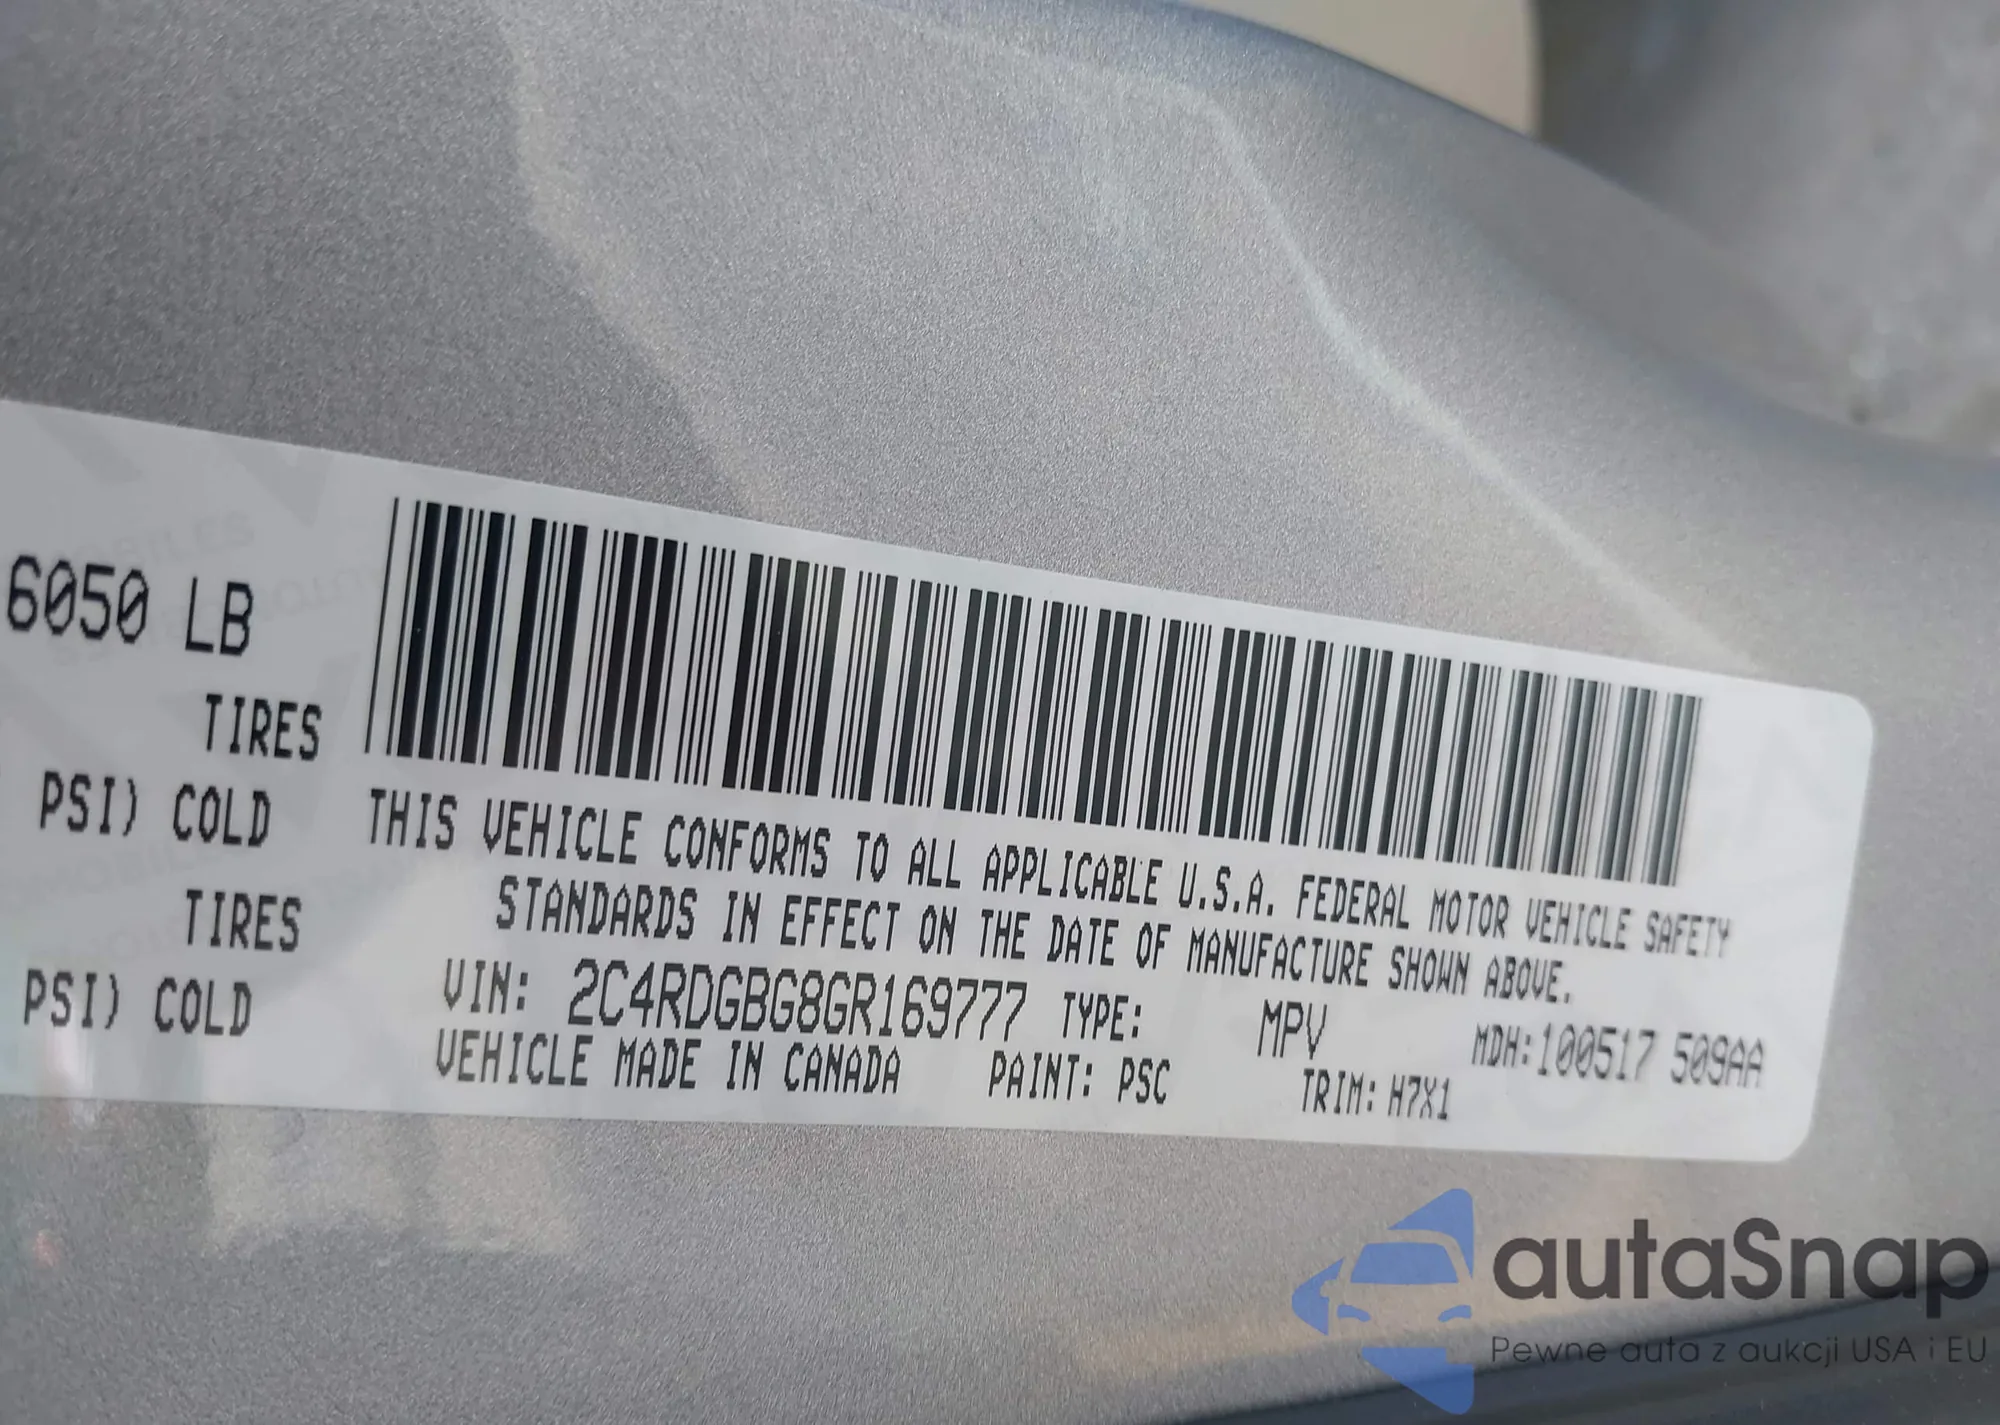 6050 LB
TIRES
PSI) COLD
TIRES
PSI) COLD
THIS VEHICLE CONFORMS TO ALL APPLICABLE U.S.A. FEDERAL MOTOR VEHICLE SAFETY
STANDARDS IN EFFECT ON THE DATE OF MANUFACTURE SHOWN ABOVE.
VIN: 2C4RDGBG8GR169777 TYPE: MPV MDH:100517 509AA
VEHICLE MADE IN CANADA PAINT: PSC TRIM: H7X1
autaSnap
Pewne auta z aukcji USA i EU